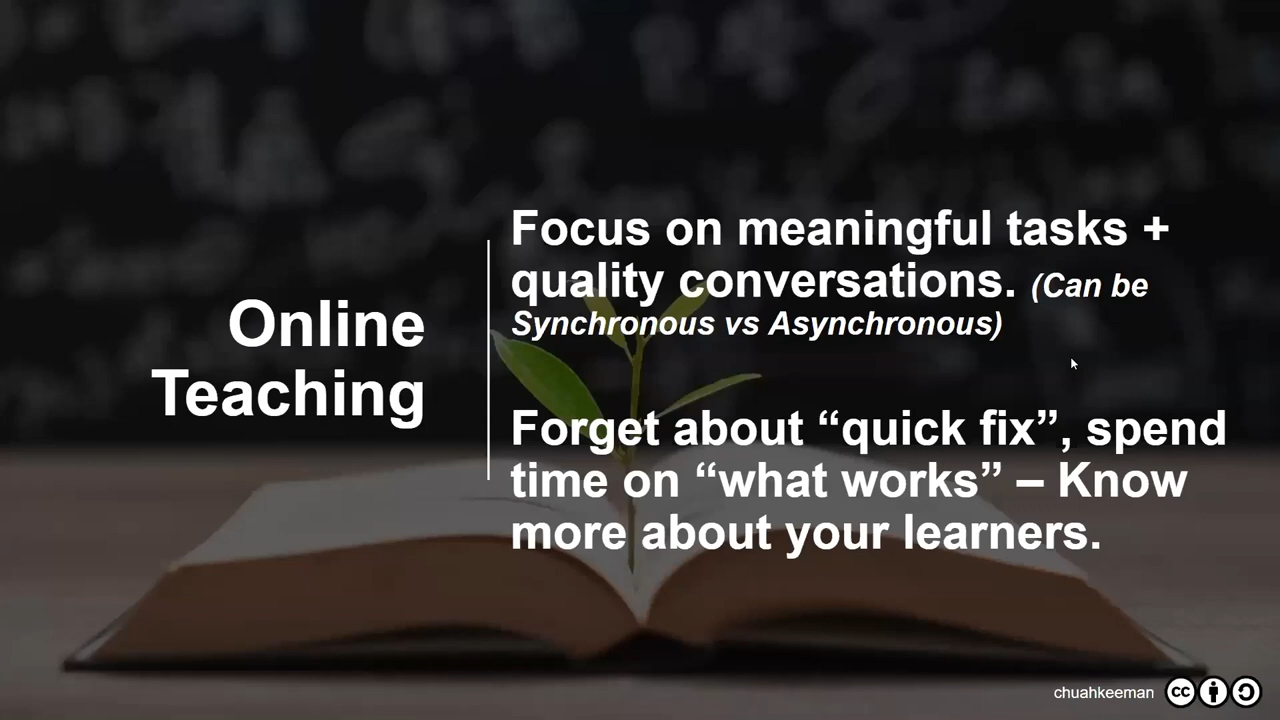 Online
Teaching
Focus on meaningful tasks +
quality conversations. (Can be
Synchronous vs Asynchronous)
Forget about “quick fix”, spend
time on “what works” – Know
more about your learners.
chuahkeeman